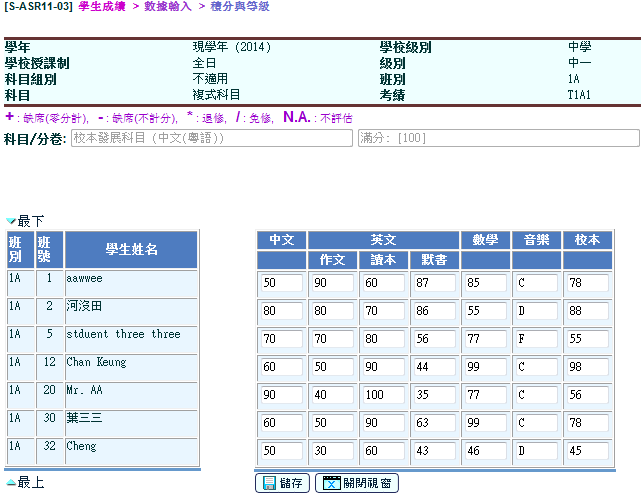 [S-ASR11-03] 學生成績 > 數據輸入 > 積分與等級
學年 現學年 (2014) 學校級別 中學
學校授課制 全日 級別 中一
科目組別 不適用 班別 1A
科目 複式科目 考績 T1A1
+ : 缺席(零分計), - : 缺席(不計分), * : 退修, / : 免修, N.A. : 不評估
科目/分卷: 校本發展科目 (中文(粵語)) 滿分: [100]
最下
班別 班號 學生姓名 中文 英文 數學 音樂 校本
作文 讀本 默書
1A 1 aawwee 50 90 60 87 85 C 78
1A 2 河沒田 80 80 70 86 55 D 88
1A 5 stduent three three 70 70 80 56 77 F 55
1A 12 Chan Keung 60 50 90 44 99 C 98
1A 20 Mr. AA 90 40 100 35 77 C 56
1A 30 葉三三 60 50 90 63 99 C 78
1A 32 Cheng 50 30 60 43 46 D 45
最上 儲存 關閉視窗